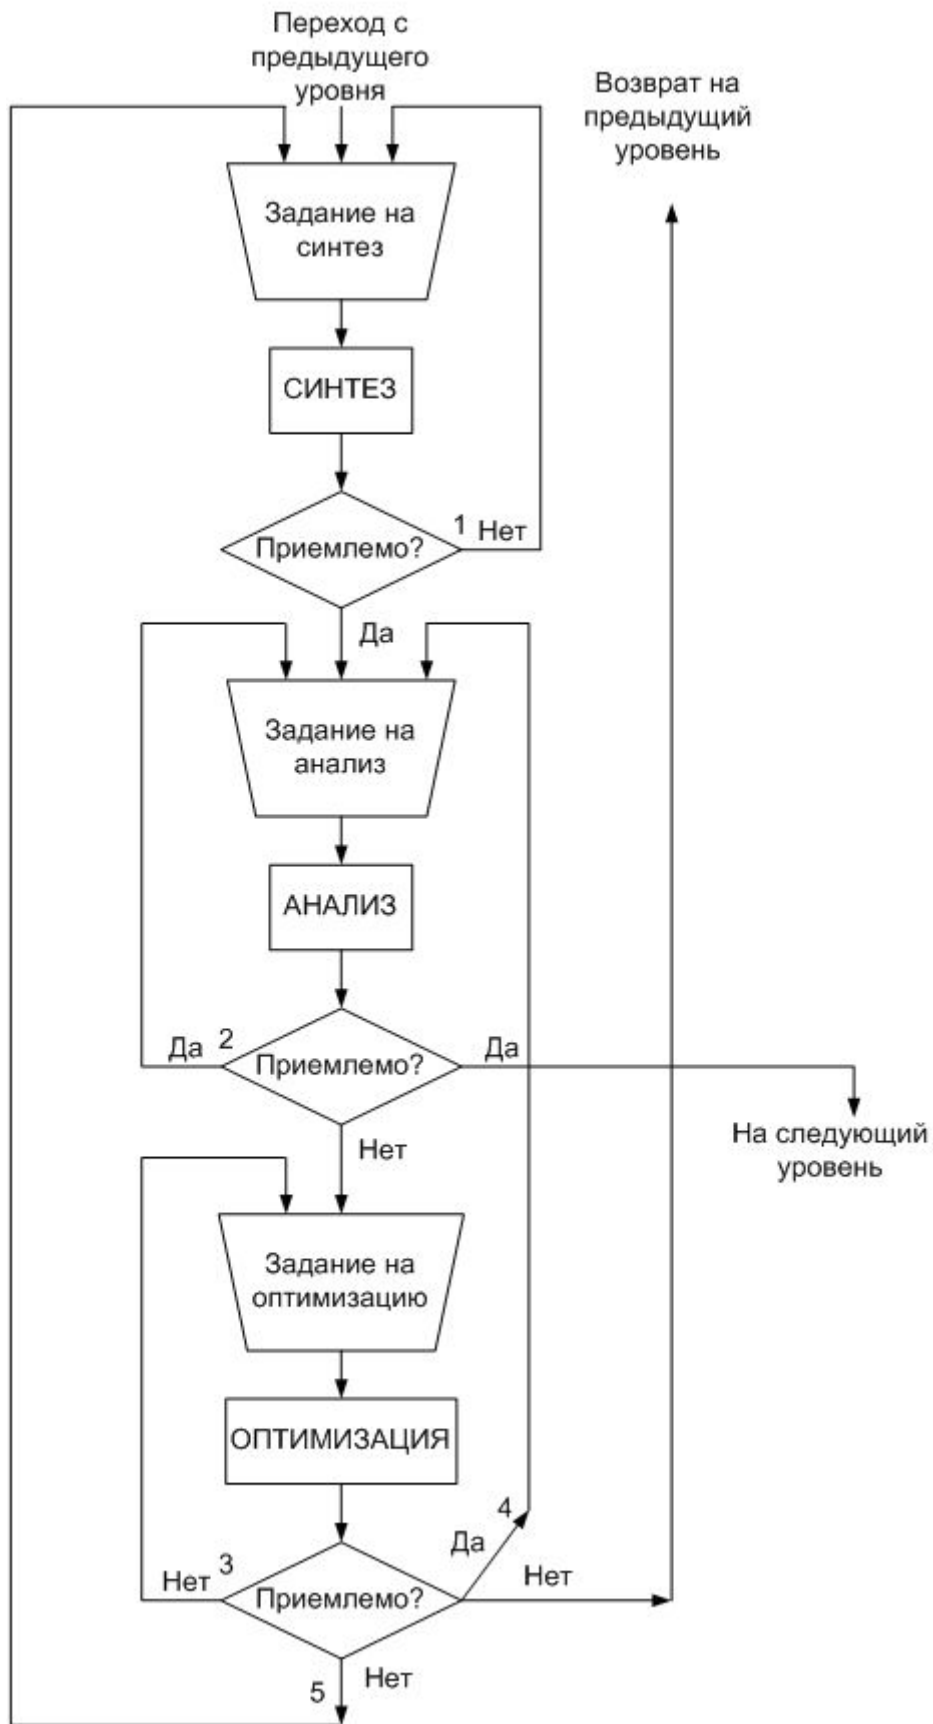 Переход с
предыдущего
уровня
Возврат на
предыдущий
уровень
Задание на
синтез
СИНТЕЗ
Приемлемо?
1 Нет
Да
Задание на
анализ
АНАЛИЗ
Да 2
Приемлемо?
Да
На следующий
уровень
Нет
Задание на
оптимизацию
ОПТИМИЗАЦИЯ
4
Да
Нет 3
Приемлемо?
Нет
5
Нет